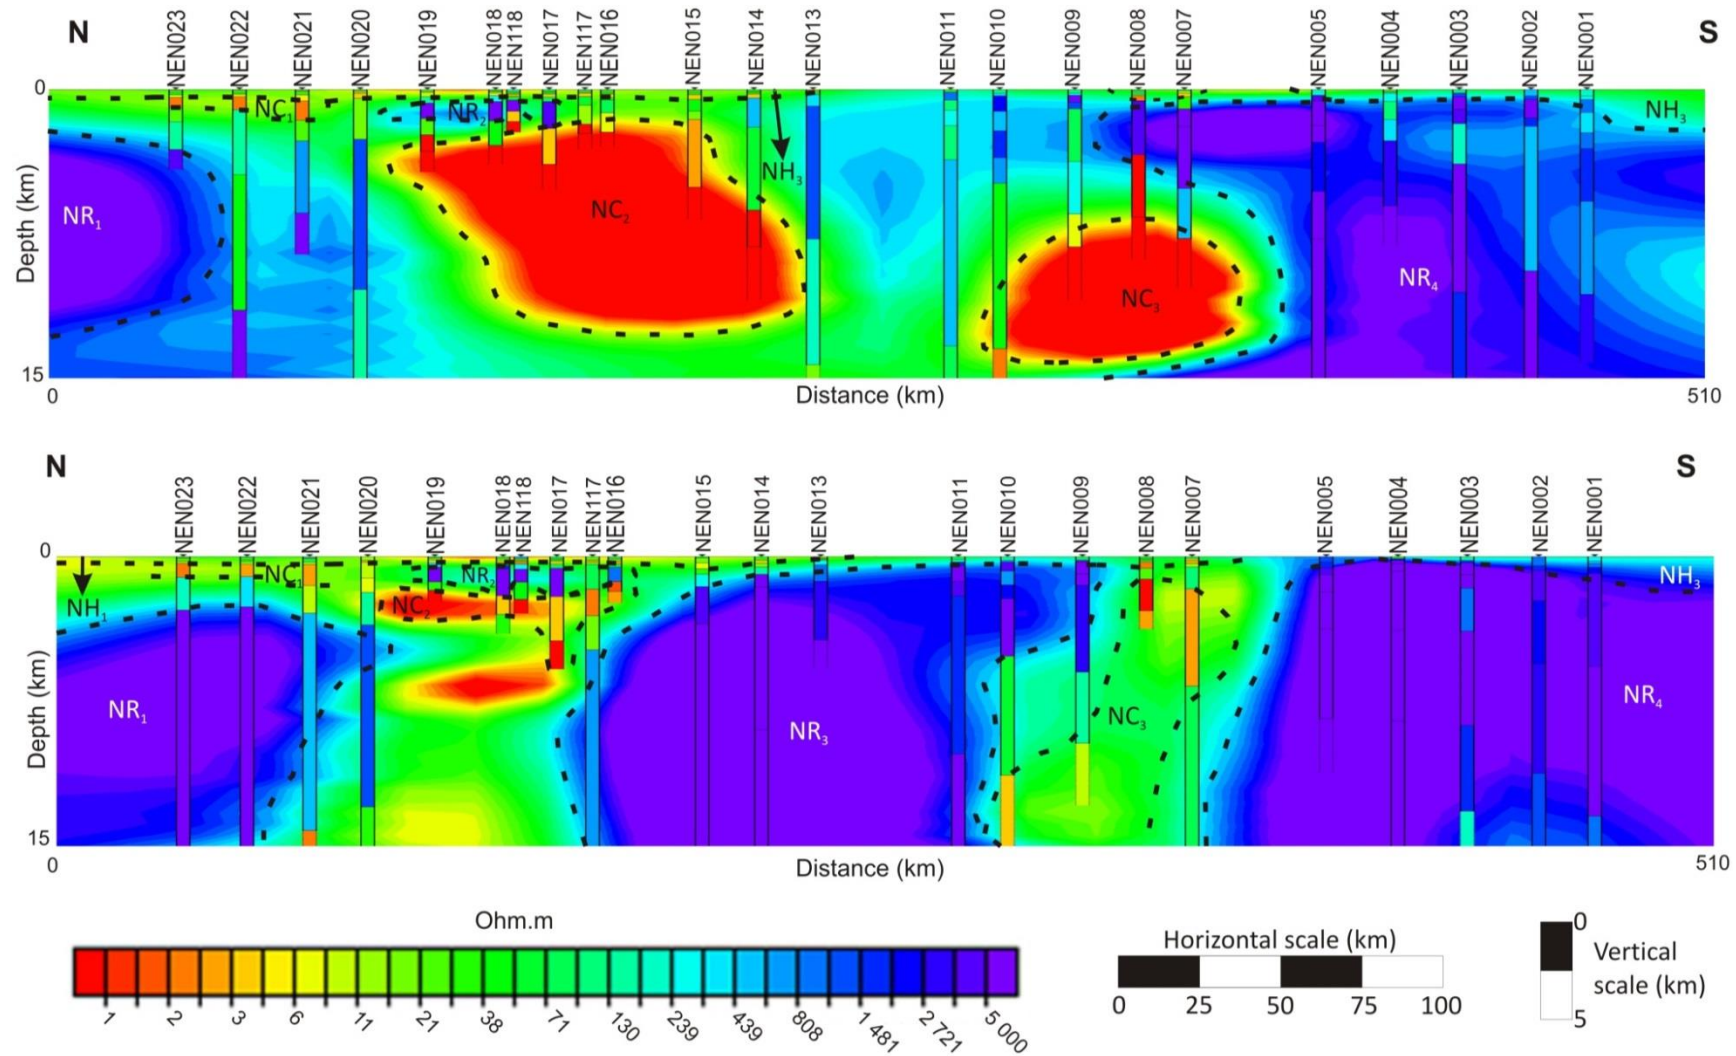 N S
NEN023 NEN022 NEN021 NEN020 NEN019 NEN018 NEN118 NEN017 NEN117 NEN016 NEN015 NEN014 NEN013 NEN011 NEN010 NEN009 NEN008 NEN007 NEN005 NEN004 NEN003 NEN002 NEN001
0
NC₁ NR₂ NH₃
NH₃
Depth (km)
NR₁ NC₂
NR₄
NC₃
15
0 Distance (km) 510
N S
NEN023 NEN022 NEN021 NEN020 NEN019 NEN018 NEN118 NEN017 NEN117 NEN016 NEN015 NEN014 NEN013 NEN011 NEN010 NEN009 NEN008 NEN007 NEN005 NEN004 NEN003 NEN002 NEN001
0
NC₁ NR₂ NH₃
NH₁ NC₂
Depth (km)
NR₁ NR₃ NC₃ NR₄
15
0 Distance (km) 510
Ohm.m
1 2 3 6 11 21 38 71 130 239 439 808 1 481 2 721 5 000
Horizontal scale (km)
0 25 50 75 100
0
Vertical
scale (km)
5